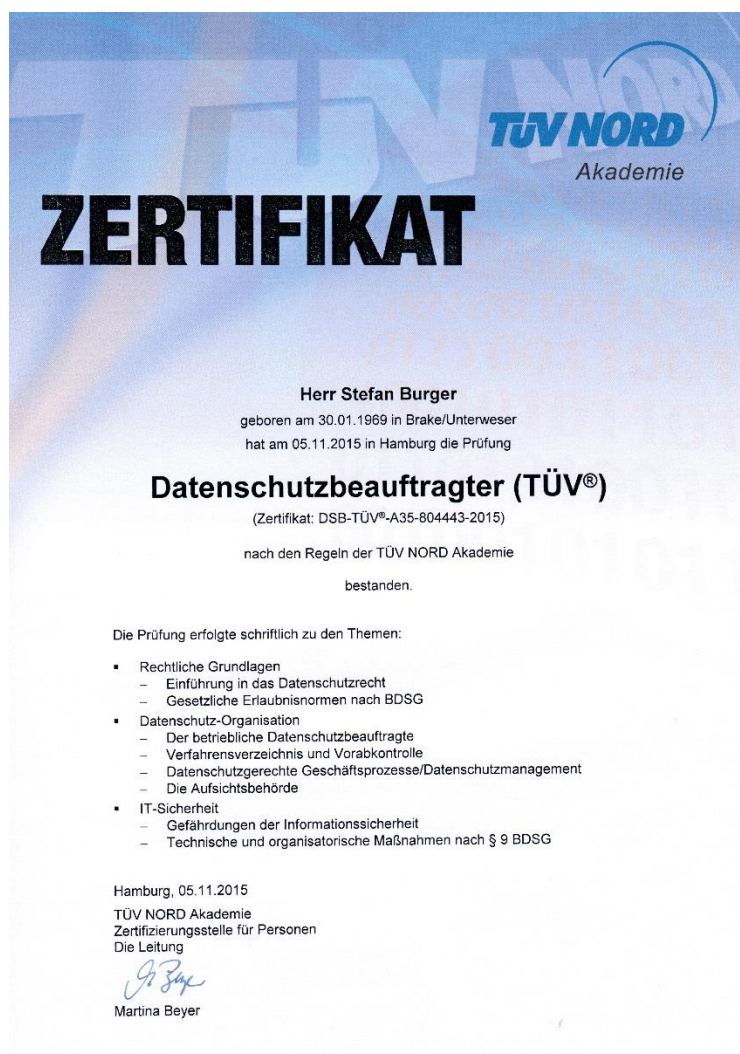 TÜV NORD
TÜV NORD
Akademie
ZERTIFIKAT
Herr Stefan Burger
geboren am 30.01.1969 in Brake/Unterweser
hat am 05.11.2015 in Hamburg die Prüfung
Datenschutzbeauftragter (TÜV®)
(Zertifikat: DSB-TÜV®-A35-804443-2015)
nach den Regeln der TÜV NORD Akademie
bestanden.
Die Prüfung erfolgte schriftlich zu den Themen:
▪ Rechtliche Grundlagen
– Einführung in das Datenschutzrecht
– Gesetzliche Erlaubnisnormen nach BDSG
▪ Datenschutz-Organisation
– Der betriebliche Datenschutzbeauftragte
– Verfahrensverzeichnis und Vorabkontrolle
– Datenschutzgerechte Geschäftsprozesse/Datenschutzmanagement
– Die Aufsichtsbehörde
▪ IT-Sicherheit
– Gefährdungen der Informationssicherheit
– Technische und organisatorische Maßnahmen nach § 9 BDSG
Hamburg, 05.11.2015
TÜV NORD Akademie
Zertifizierungsstelle für Personen
Die Leitung
Martina Beyer